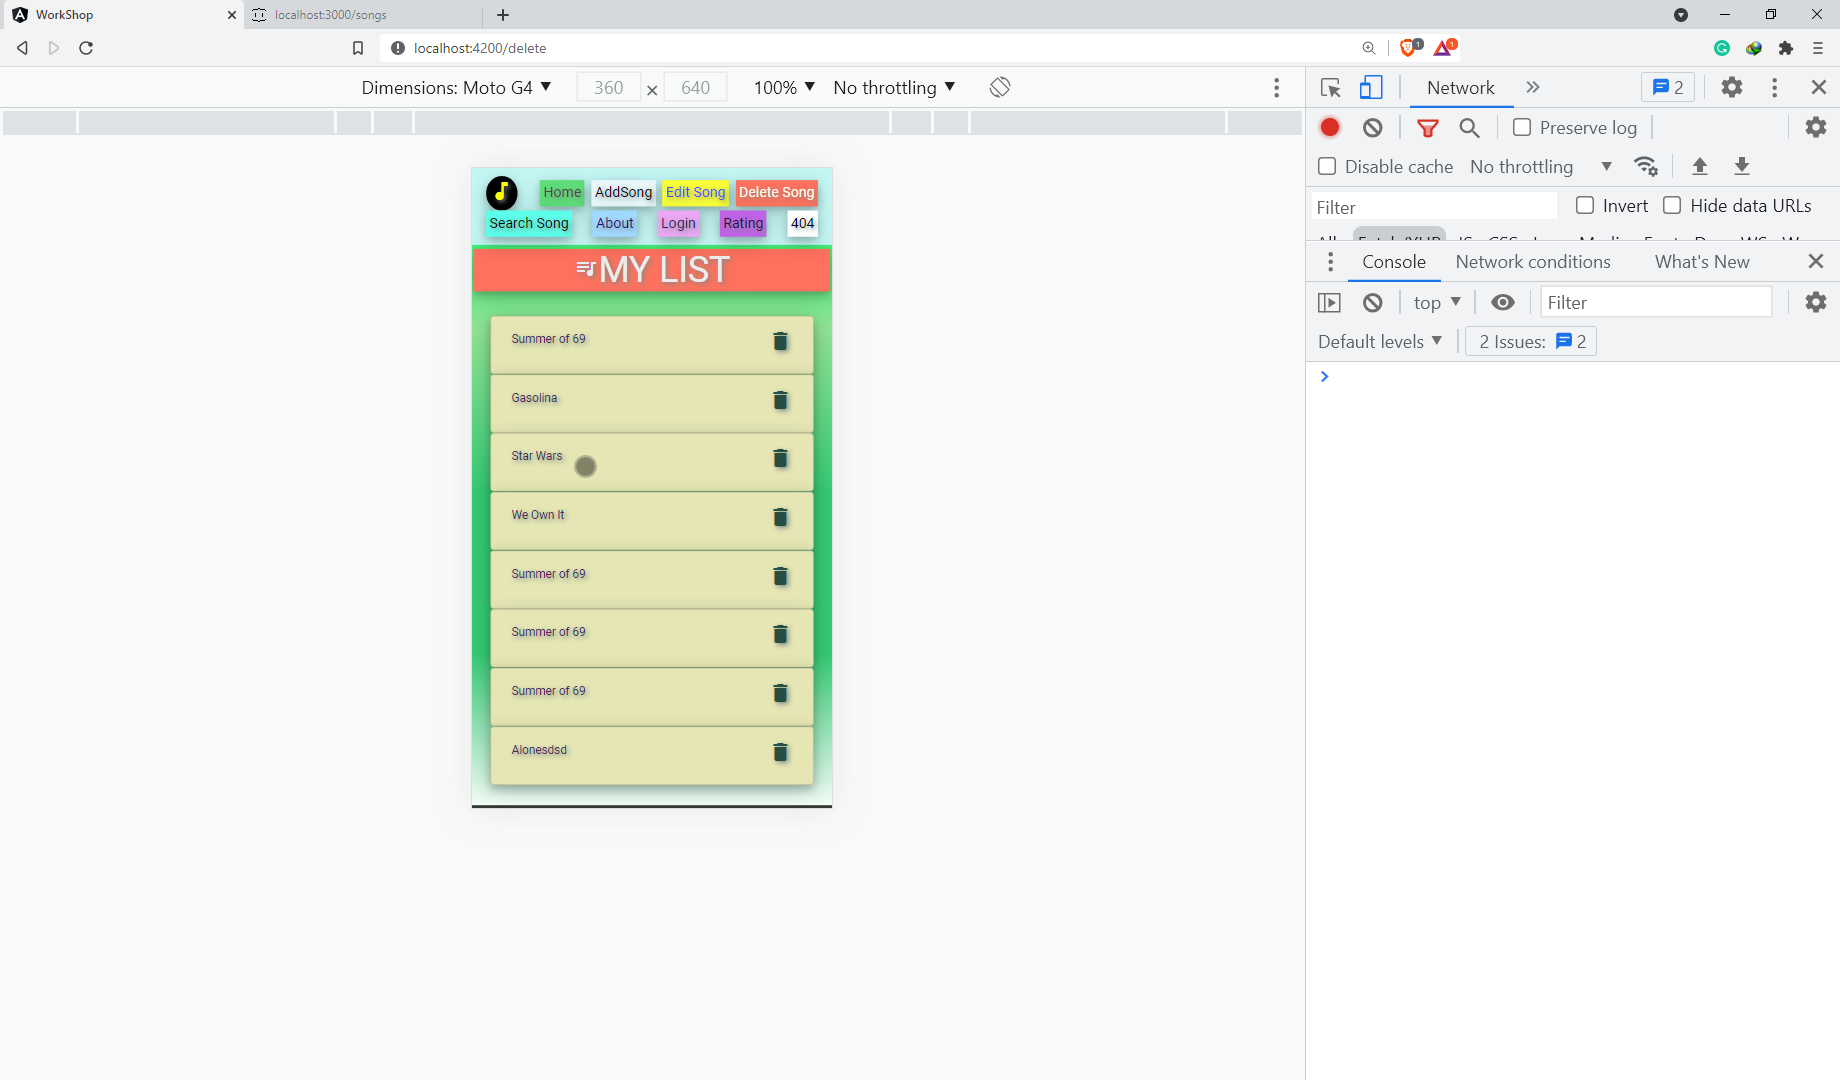 WorkShop
localhost:3000/songs
localhost:4200/delete
1
1
Dimensions: Moto G4
360 × 640
100%
No throttling
Network
2
Preserve log
Disable cache
No throttling
Filter
Invert
Hide data URLs
Console
Network conditions
What's New
top
Filter
Default levels
2 Issues:
2
Home
AddSong
Edit Song
Delete Song
Search Song
About
Login
Rating
404
MY LIST
Summer of 69
Gasolina
Star Wars
We Own It
Summer of 69
Summer of 69
Summer of 69
Alonesdsd